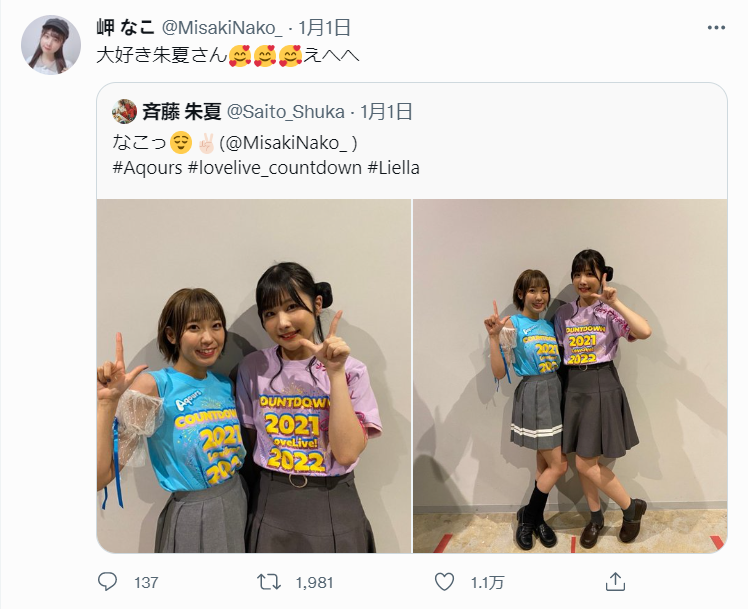 岬 なこ @MisakiNako_ · 1月1日
大好き朱夏さん🥰🥰🥰えへへ
斉藤 朱夏 @Saito_Shuka · 1月1日
なこっ😌✌🏻(@MisakiNako_ )
#Aqours #lovelive_countdown #Liella
Aqours
COUNTDOWN
2021
LoveLive!
2022
COUNTDOWN
2021
LoveLive!
2022
COUNTDOWN
2021
COUNTDOWN
2021
LoveLive!
2022
137
1,981
1.1万